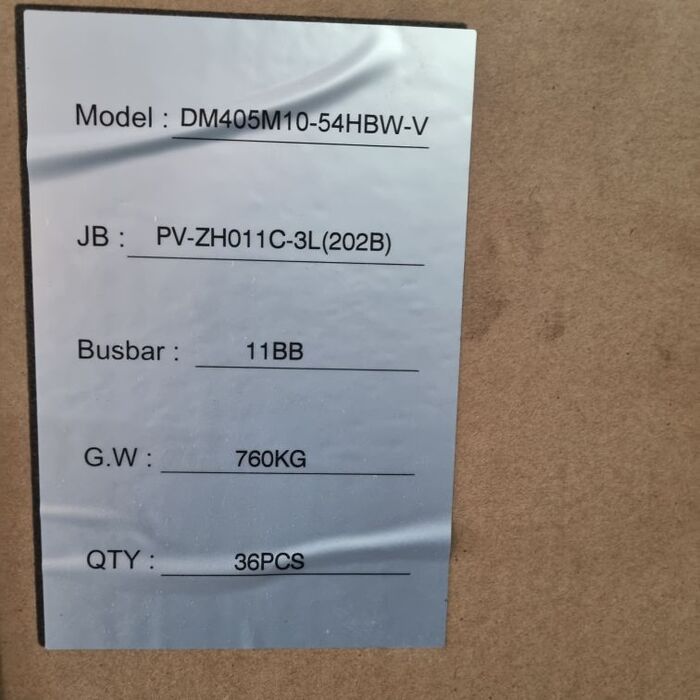 Model : DM405M10-54HBW-V
JB : PV-ZH011C-3L(202B)
Busbar : 11BB
G.W : 760KG
QTY : 36PCS